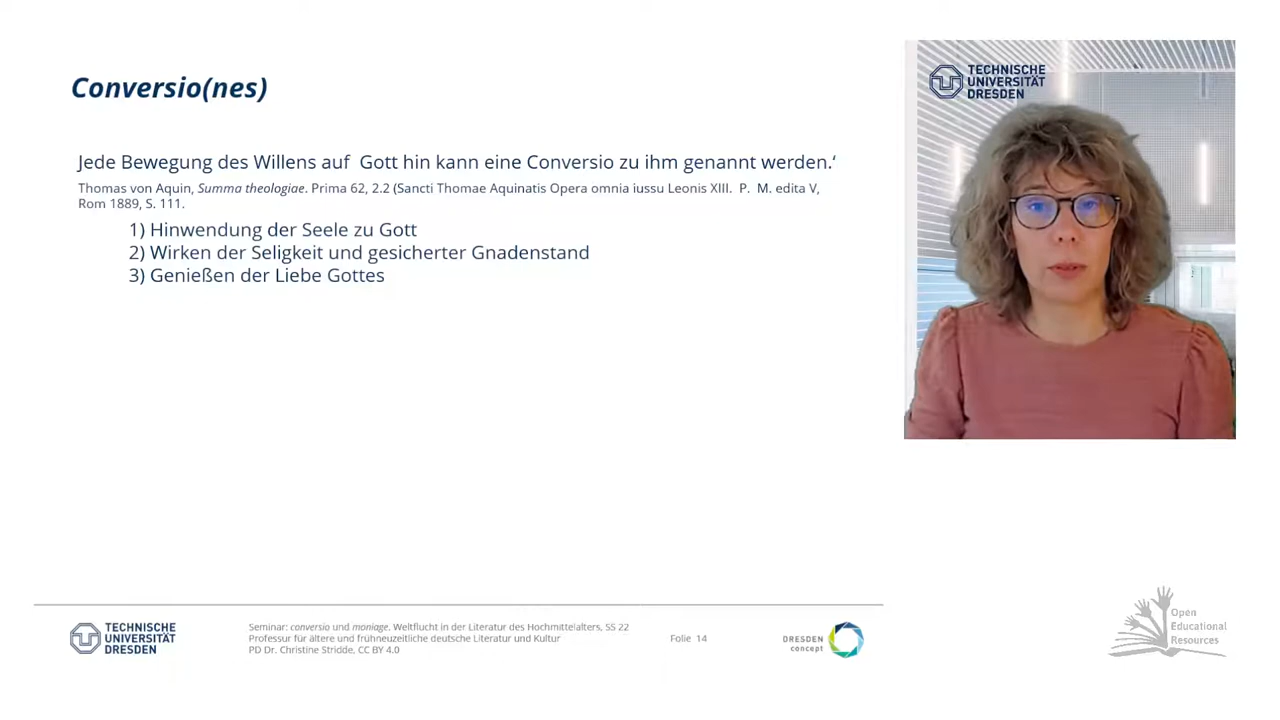 Conversio(nes)
Jede Bewegung des Willens auf  Gott hin kann eine Conversio zu ihm genannt werden.‘
Thomas von Aquin, Summa theologiae. Prima 62, 2.2 (Sancti Thomae Aquinatis Opera omnia iussu Leonis XIII.  P.  M. edita V,
Rom 1889, S. 111.
1) Hinwendung der Seele zu Gott
2) Wirken der Seligkeit und gesicherter Gnadenstand
3) Genießen der Liebe Gottes
TECHNISCHE
UNIVERSITÄT
DRESDEN
TECHNISCHE
UNIVERSITÄT
DRESDEN
Seminar: conversio und moniage. Weltflucht in der Literatur des Hochmittelalters, SS 22
Professur für ältere und frühneuzeitliche deutsche Literatur und Kultur
PD Dr. Christine Stridde, CC BY 4.0
Folie 14
DRESDEN
concept
Open
Educational
Resources